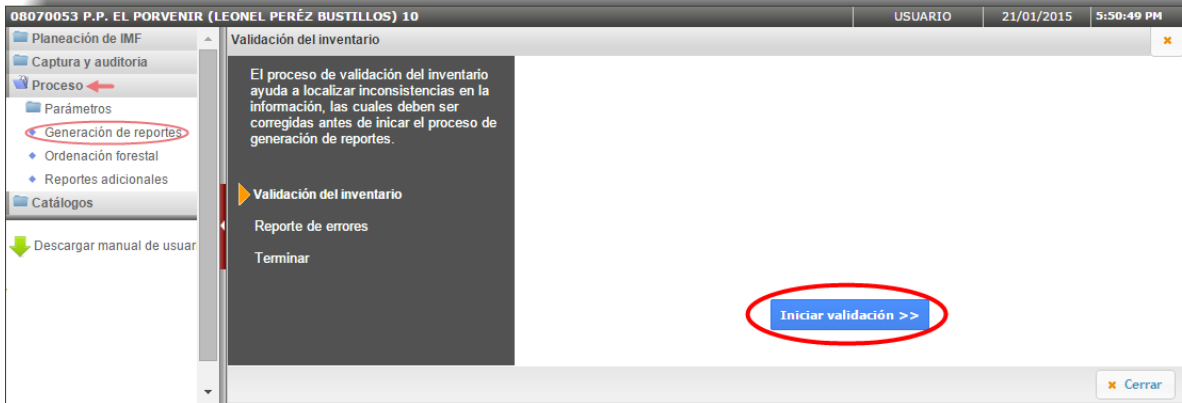 08070053 P.P. EL PORVENIR (LEONEL PERÉZ BUSTILLOS) 10
USUARIO
21/01/2015
5:50:49 PM
Planeación de IMF
Captura y auditoria
Proceso
Parámetros
Generación de reportes
Ordenación forestal
Reportes adicionales
Catálogos
Descargar manual de usuar
Validación del inventario
El proceso de validación del inventario
ayuda a localizar inconsistencias en la
información, las cuales deben ser
corregidas antes de inicar el proceso de
generación de reportes.
Validación del inventario
Reporte de errores
Terminar
Iniciar validación >>
Cerrar